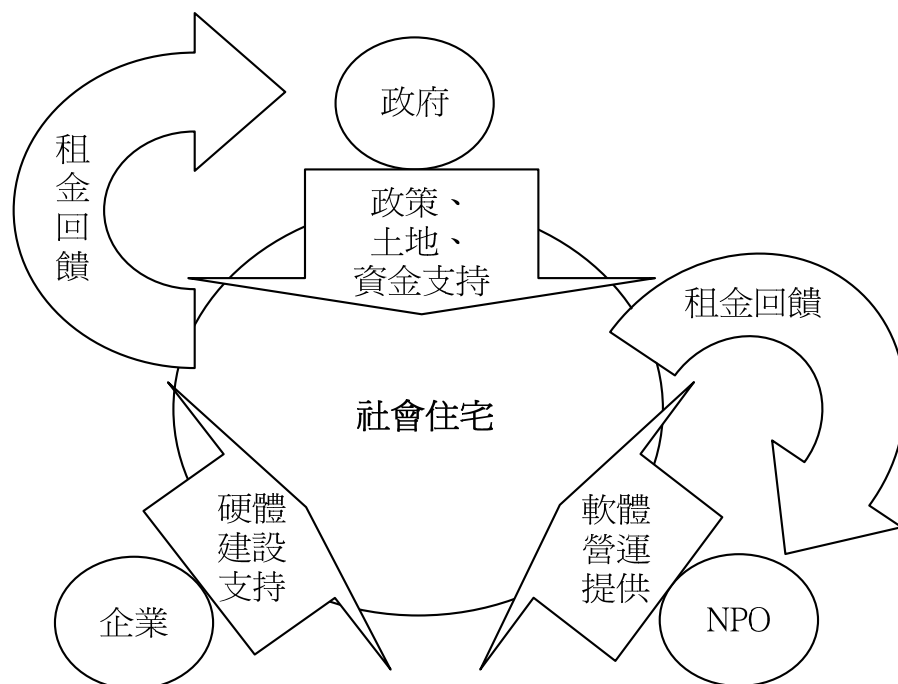 政府
租
金
回
饋
政策、
土地、
資金支持
租金回饋
社會住宅
硬體
建設
支持
軟體
營運
提供
企業
NPO